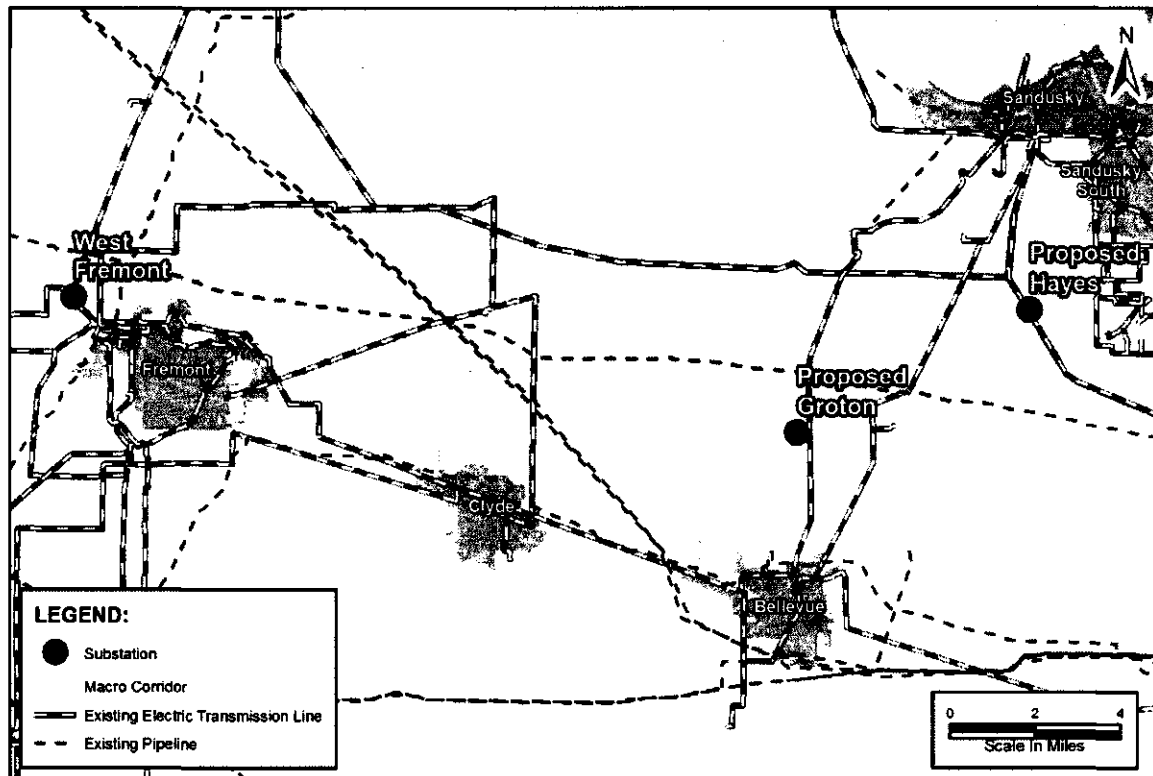 N
Sandusky
Sandusky
South
West
Fremont
Proposed
Hayes
Fremont
Proposed
Groton
Clyde
Bellevue
LEGEND:
Substation
Macro Corridor
Existing Electric Transmission Line
Existing Pipeline
0 2 4
Scale In Miles